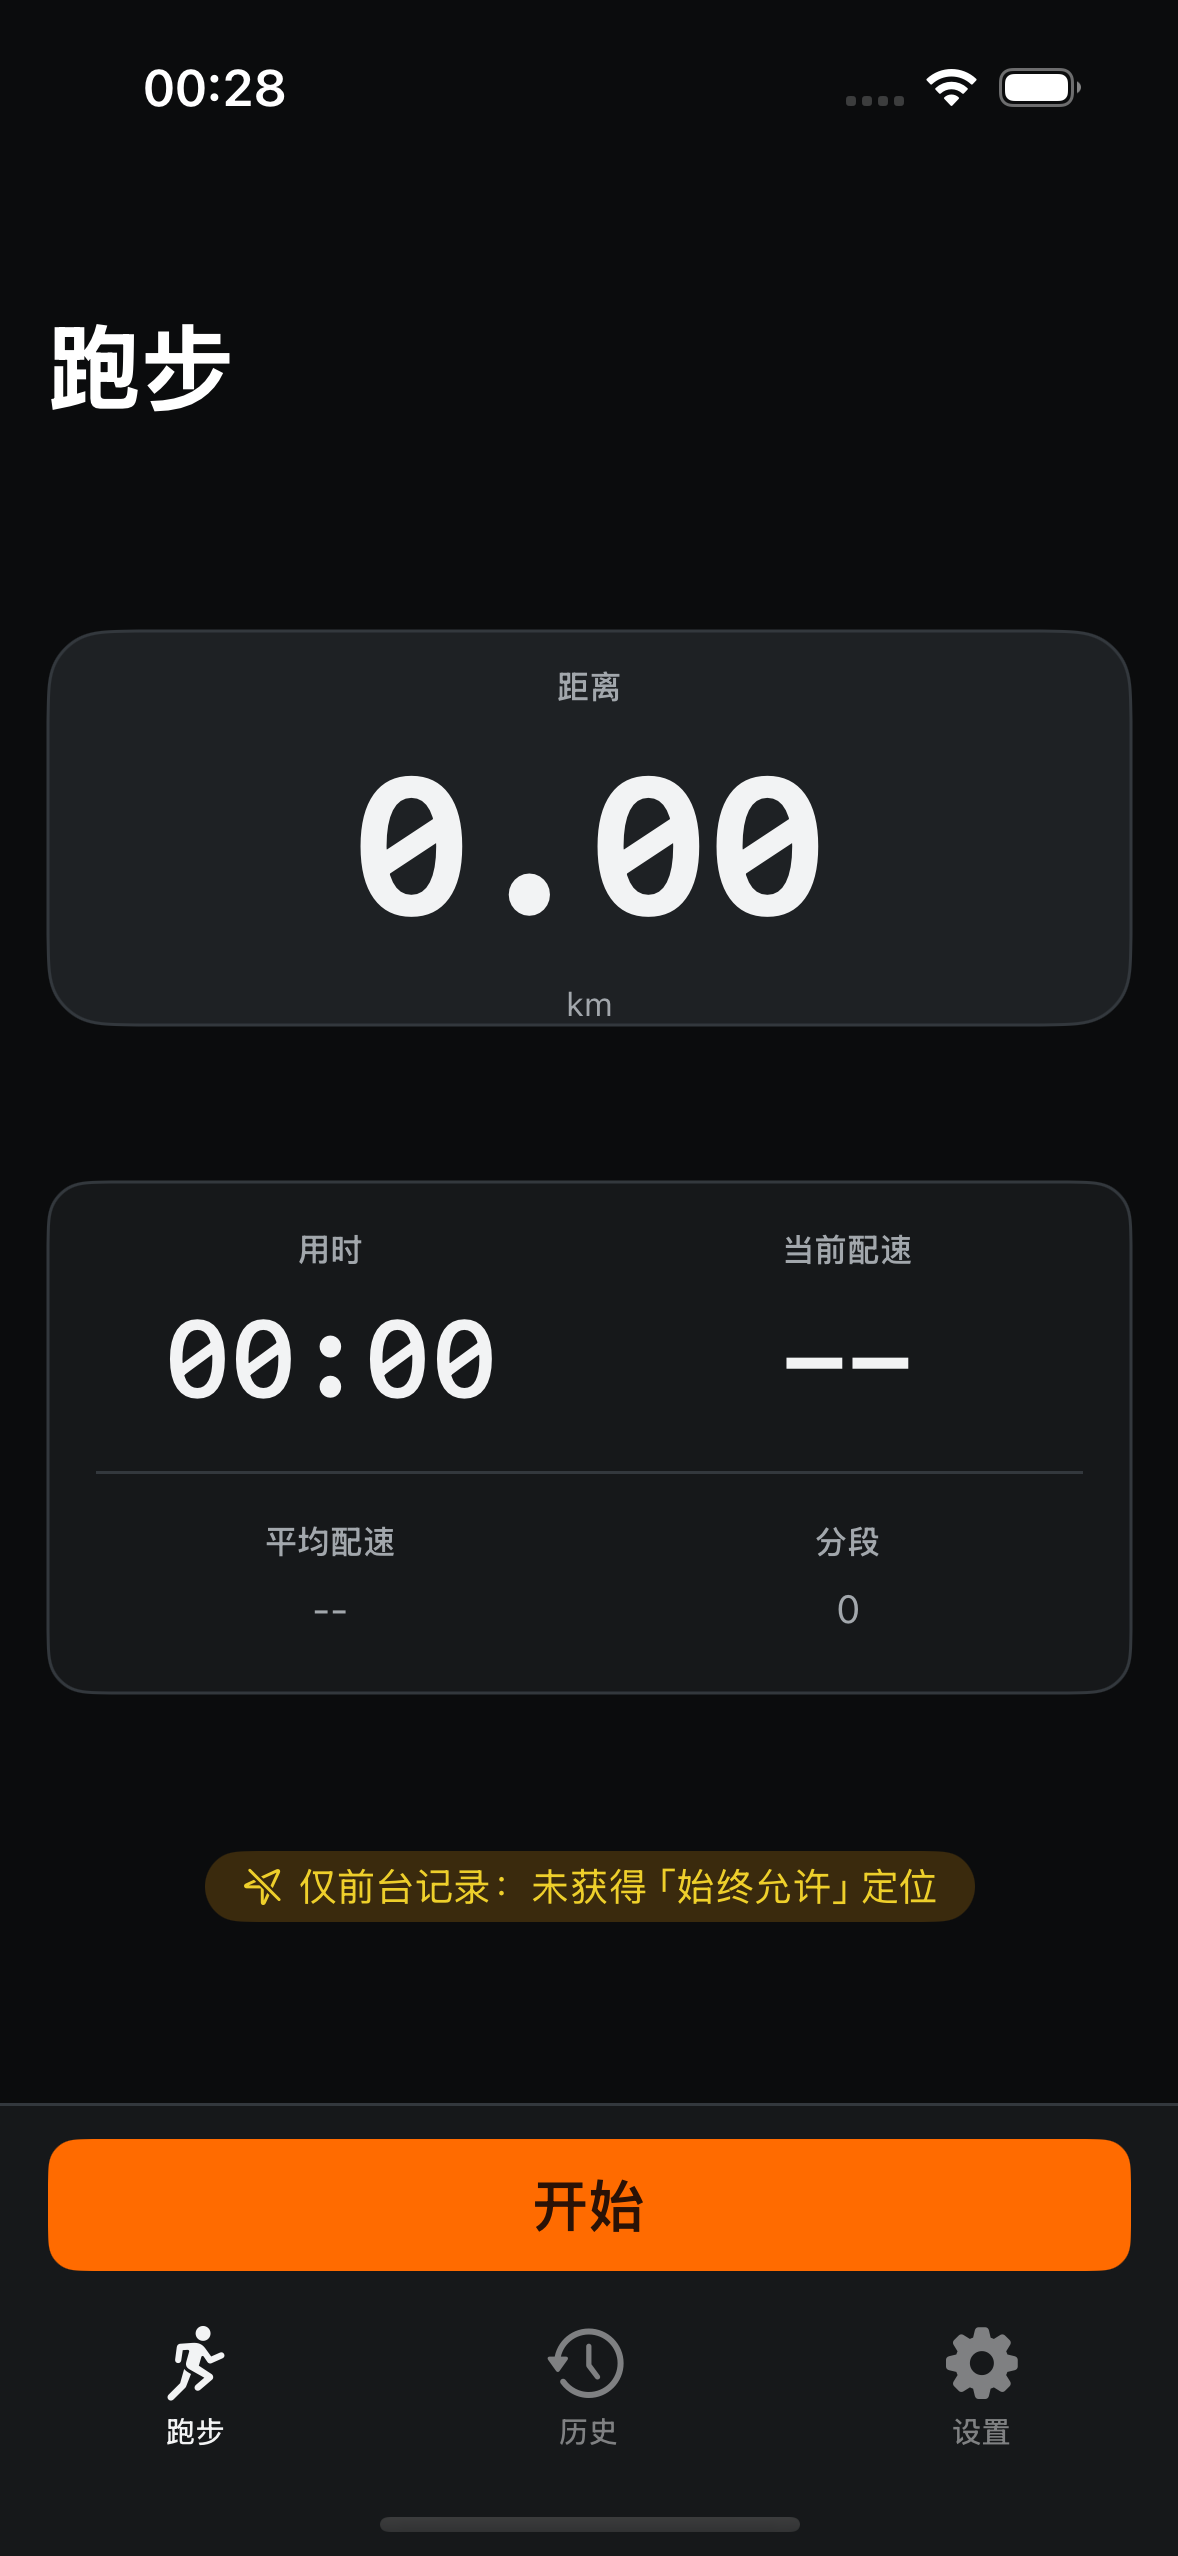 00:28
跑步
距离
0.00
km
用时 当前配速
00:00 --
平均配速 分段
-- 0
仅前台记录：未获得「始终允许」定位
开始
跑步 历史 设置